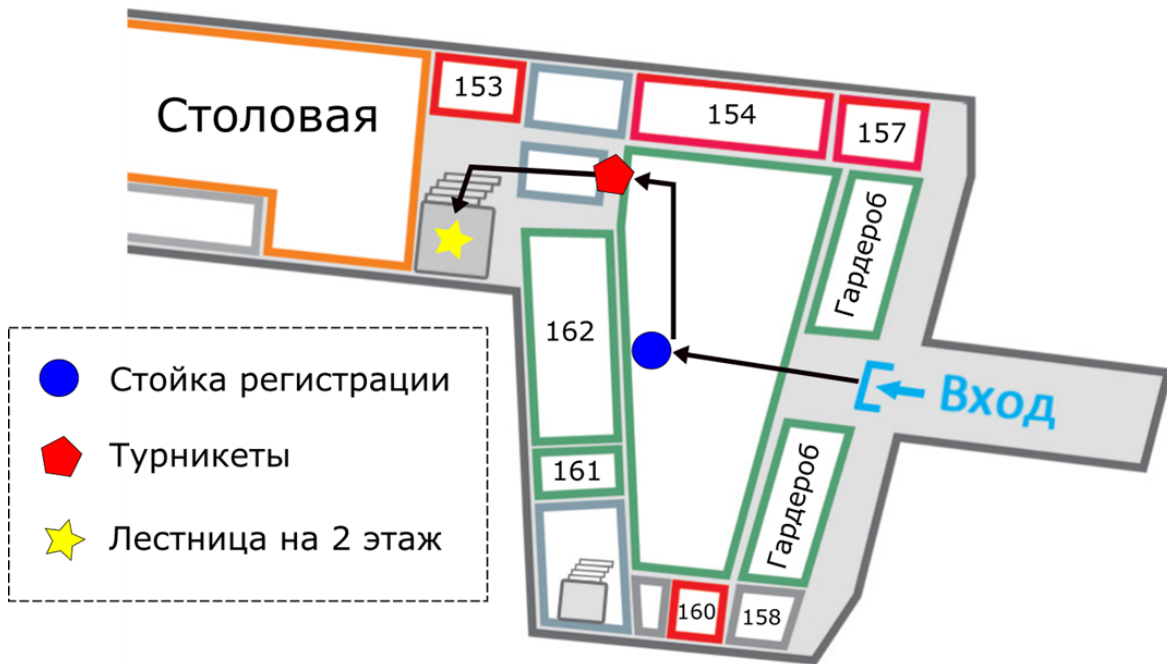 Столовая
153
154
157
Гардероб
162
Вход
161
Гардероб
160
158
Стойка регистрации
Турникеты
Лестница на 2 этаж